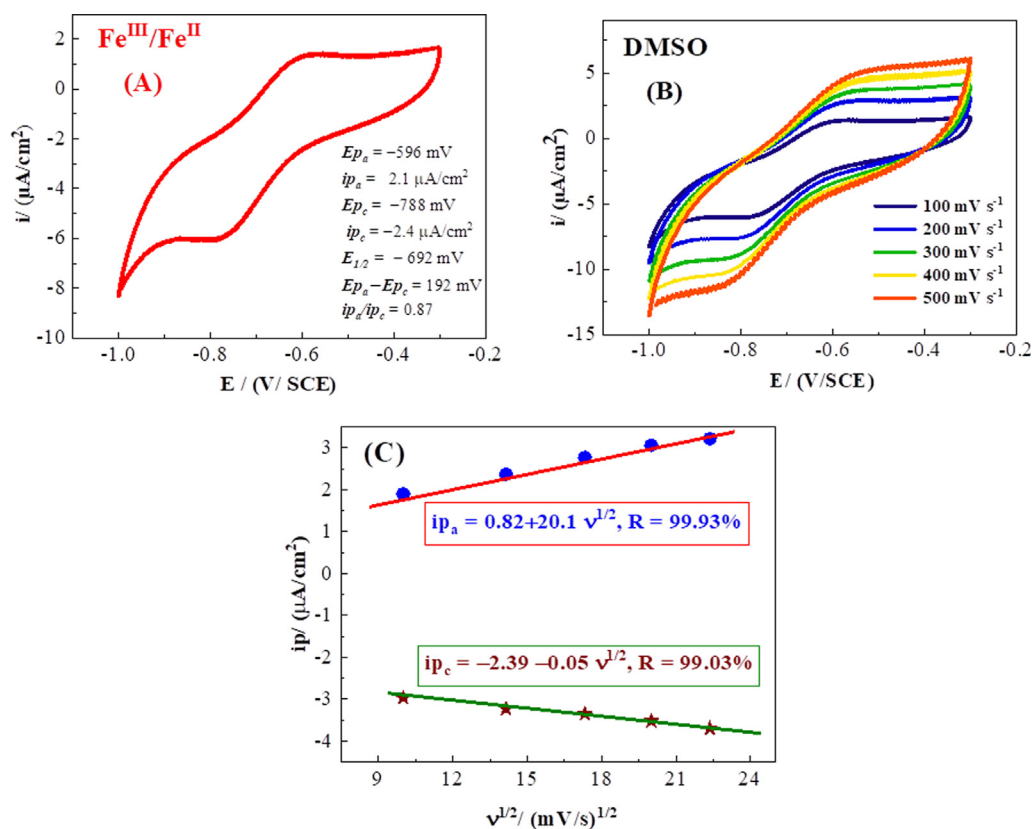 Fe^III/Fe^II
(A)
Ep_a = −596 mV
ip_a = 2.1 µA/cm²
Ep_c = −788 mV
ip_c = −2.4 µA/cm²
E_1/2 = − 692 mV
Ep_a−Ep_c = 192 mV
ip_a/ip_c = 0.87
i/ (µA/cm²)
2
0
-2
-4
-6
-8
-10
-1.0 -0.8 -0.6 -0.4 -0.2
E / (V/ SCE)
DMSO
(B)
100 mV s⁻¹
200 mV s⁻¹
300 mV s⁻¹
400 mV s⁻¹
500 mV s⁻¹
i/ (µA/cm²)
5
0
-5
-10
-15
-1.0 -0.8 -0.6 -0.4 -0.2
E / (V/SCE)
(C)
ip_a = 0.82+20.1 ν^1/2, R = 99.93%
ip_c = −2.39 −0.05 ν^1/2, R = 99.03%
ip/ (µA/cm²)
3
2
1
0
-1
-2
-3
-4
9 12 15 18 21 24
ν^1/2/ (mV/s)^1/2